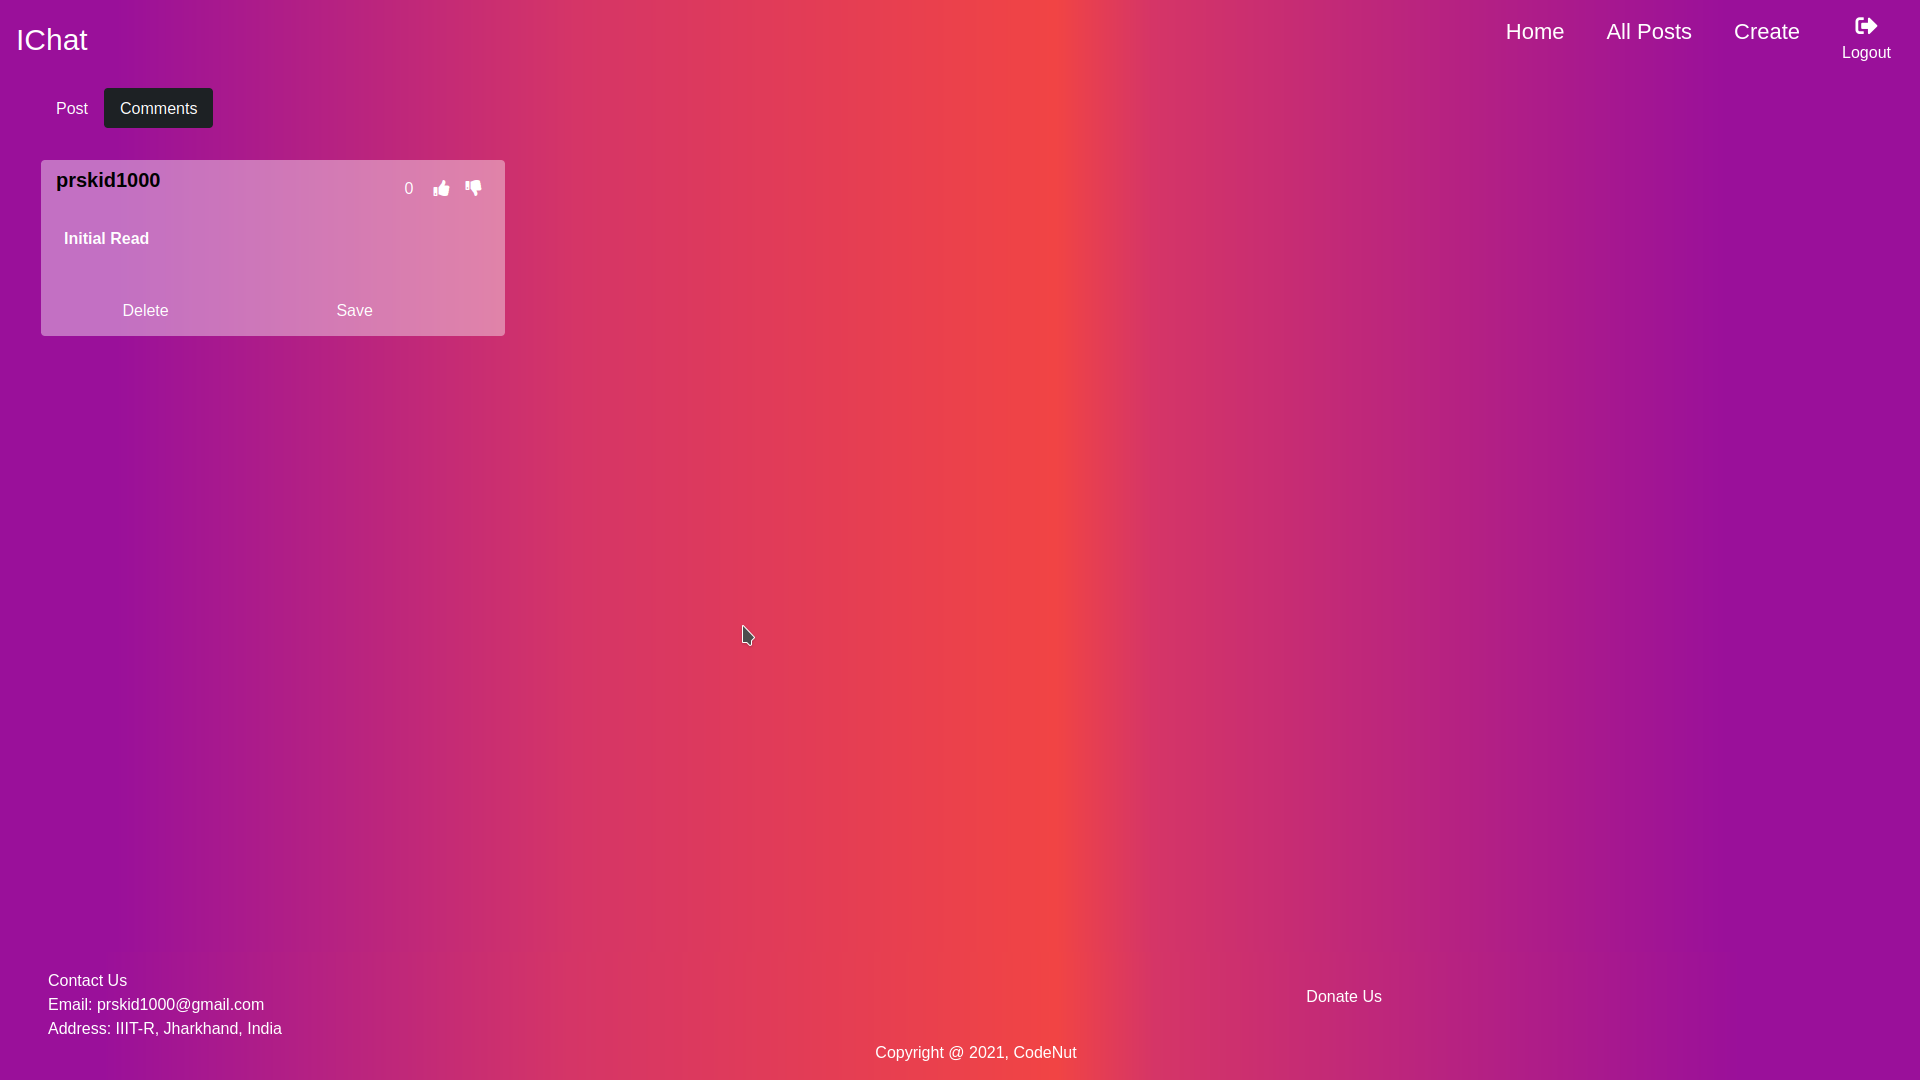 IChat
Home
All Posts
Create
Logout
Post
Comments
prskid1000
0
Initial Read
Delete
Save
Contact Us
Email: prskid1000@gmail.com
Address: IIIT-R, Jharkhand, India
Donate Us
Copyright @ 2021, CodeNut